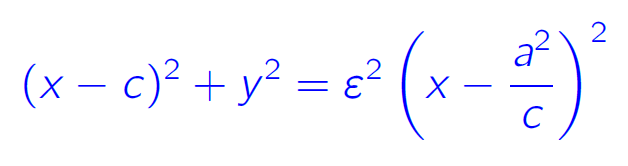 (x − c)² + y² = ε² (x − a²/c)²